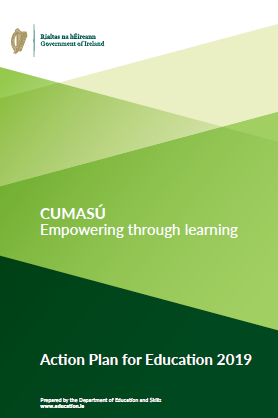 Rialtas na hÉireann
Government of Ireland
CUMASÚ
Empowering through learning
Action Plan for Education 2019
Prepared by the Department of Education and Skills
www.education.ie